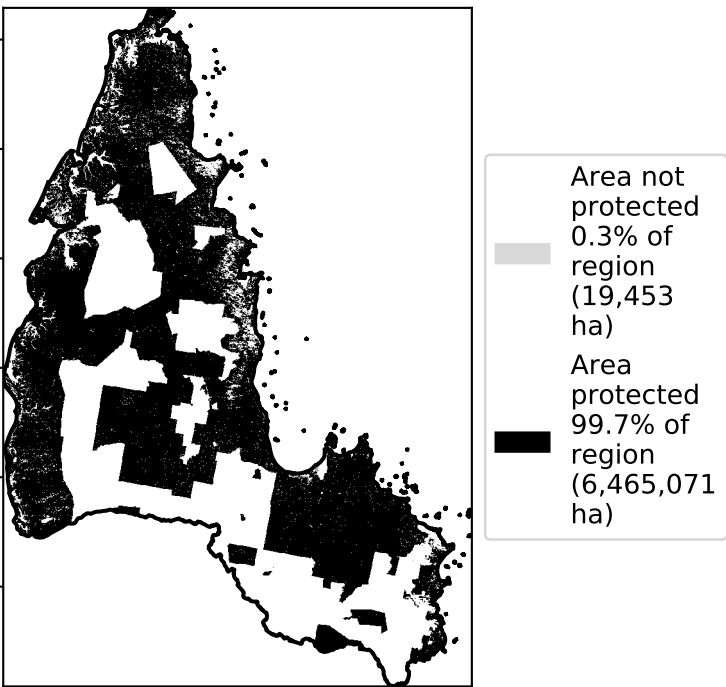 Area not
protected
0.3% of
region
(19,453
ha)
Area
protected
99.7% of
region
(6,465,071
ha)